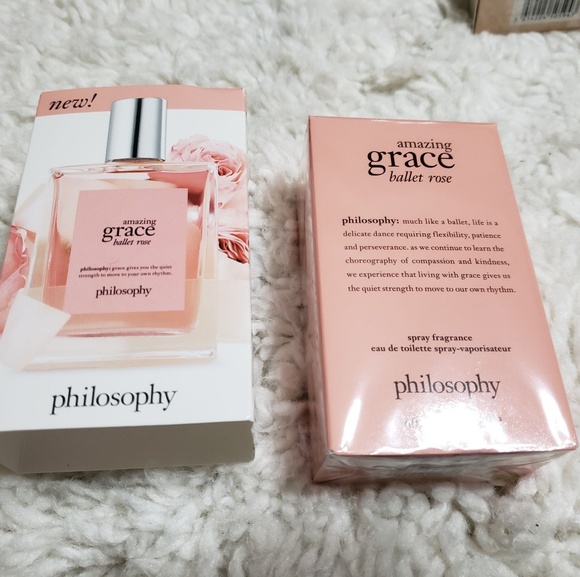 new!
amazing
grace
ballet rose
philosophy: grace gives you the quiet
strength to move to your own rhythm.
philosophy
philosophy
amazing
grace
ballet rose
philosophy: much like a ballet, life is a
delicate dance requiring flexibility, patience
and perseverance. as we continue to learn the
choreography of compassion and kindness,
we experience that living with grace gives us
the quiet strength to move to our own rhythm.
spray fragrance
eau de toilette spray-vaporisateur
philosophy